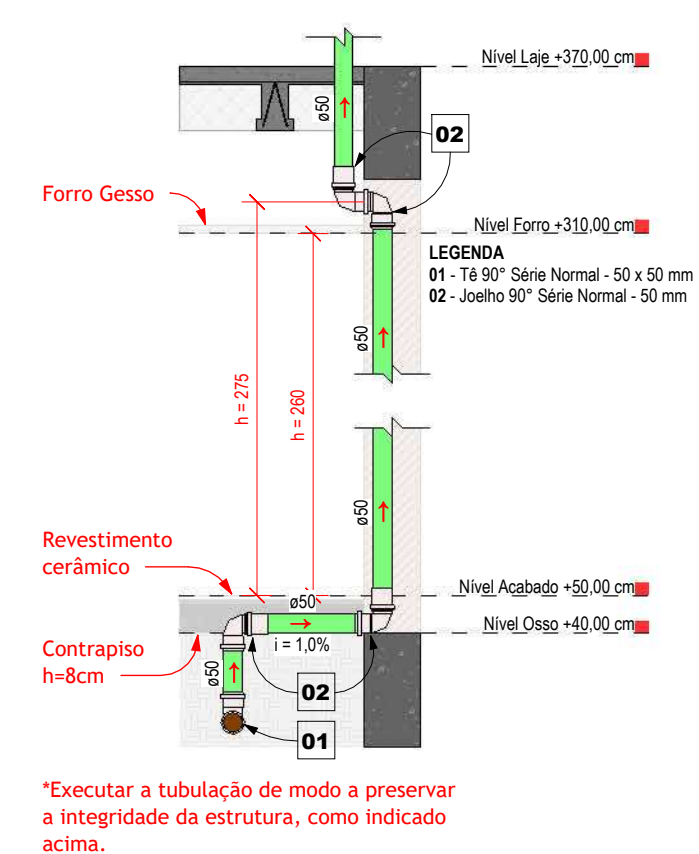 Nível Laje +370,00 cm
ø50
02
Forro Gesso
Nível Forro +310,00 cm
LEGENDA
01 - Tê 90° Série Normal - 50 x 50 mm
02 - Joelho 90° Série Normal - 50 mm
ø50
h = 275
h = 260
ø50
Revestimento
cerâmico
Nível Acabado +50,00 cm
ø50
Nível Osso +40,00 cm
i = 1,0%
Contrapiso
h=8cm
ø50
02
01
*Executar a tubulação de modo a preservar
a integridade da estrutura, como indicado
acima.